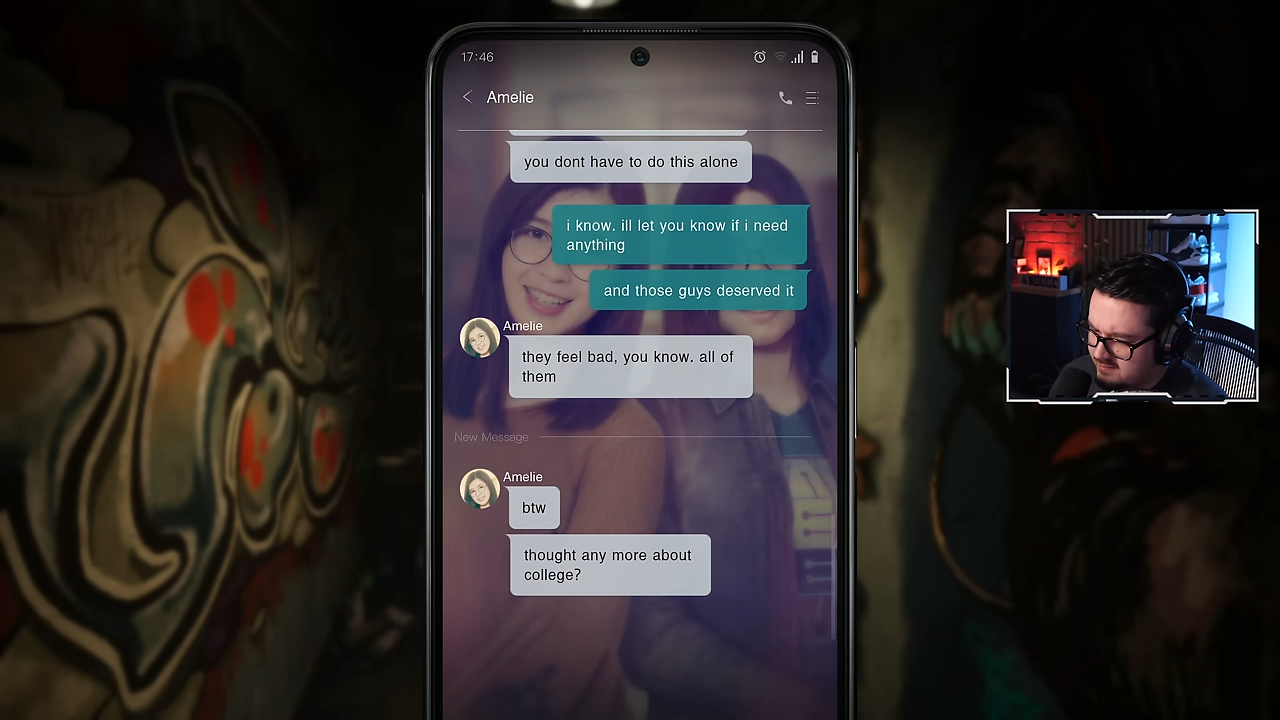 17:46
Amelie
you dont have to do this alone
i know. ill let you know if i need
anything
and those guys deserved it
Amelie
they feel bad, you know. all of
them
New Message
Amelie
btw
thought any more about
college?